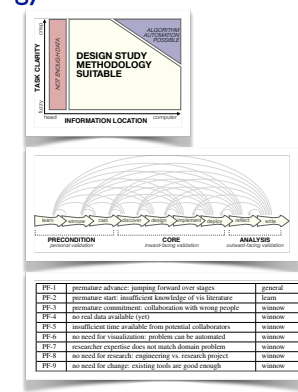 ALGORITHM
AUTOMATION
POSSIBLE
DESIGN STUDY
METHODOLOGY
SUITABLE
NOT ENOUGH DATA
TASK CLARITY
fuzzy
crisp
head
INFORMATION LOCATION
computer
learn winnow cast discover design implement deploy reflect write
PRECONDITION CORE ANALYSIS
personal validation inward-facing validation outward-facing validation
PF-1 premature advance: jumping forward over stages general
PF-2 premature start: insufficient knowledge of vis literature learn
PF-3 premature commitment: collaboration with wrong people winnow
PF-4 no real data available (yet) winnow
PF-5 insufficient time available from potential collaborators winnow
PF-6 no need for visualization: problem can be automated winnow
PF-7 researcher expertise does not match domain problem winnow
PF-8 no need for research: engineering vs. research project winnow
PF-9 no need for change: existing tools are good enough winnow